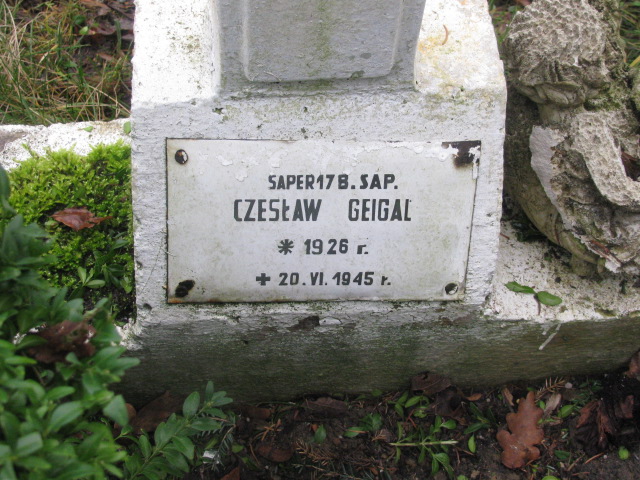 SAPER 17 B. SAP.
CZESŁAW GEIGAL
* 1926 r.
+ 20. VI. 1945 r.